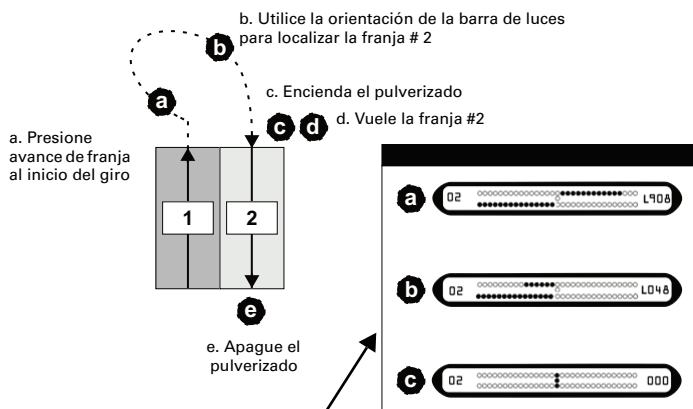 b. Utilice la orientación de la barra de luces
para localizar la franja # 2
b
a
c. Encienda el pulverizado
c d d. Vuele la franja #2
a. Presione
avance de franja
al inicio del giro
1 2
e
e. Apague el
pulverizado
a 02 L908
b 02 L048
c 02 000